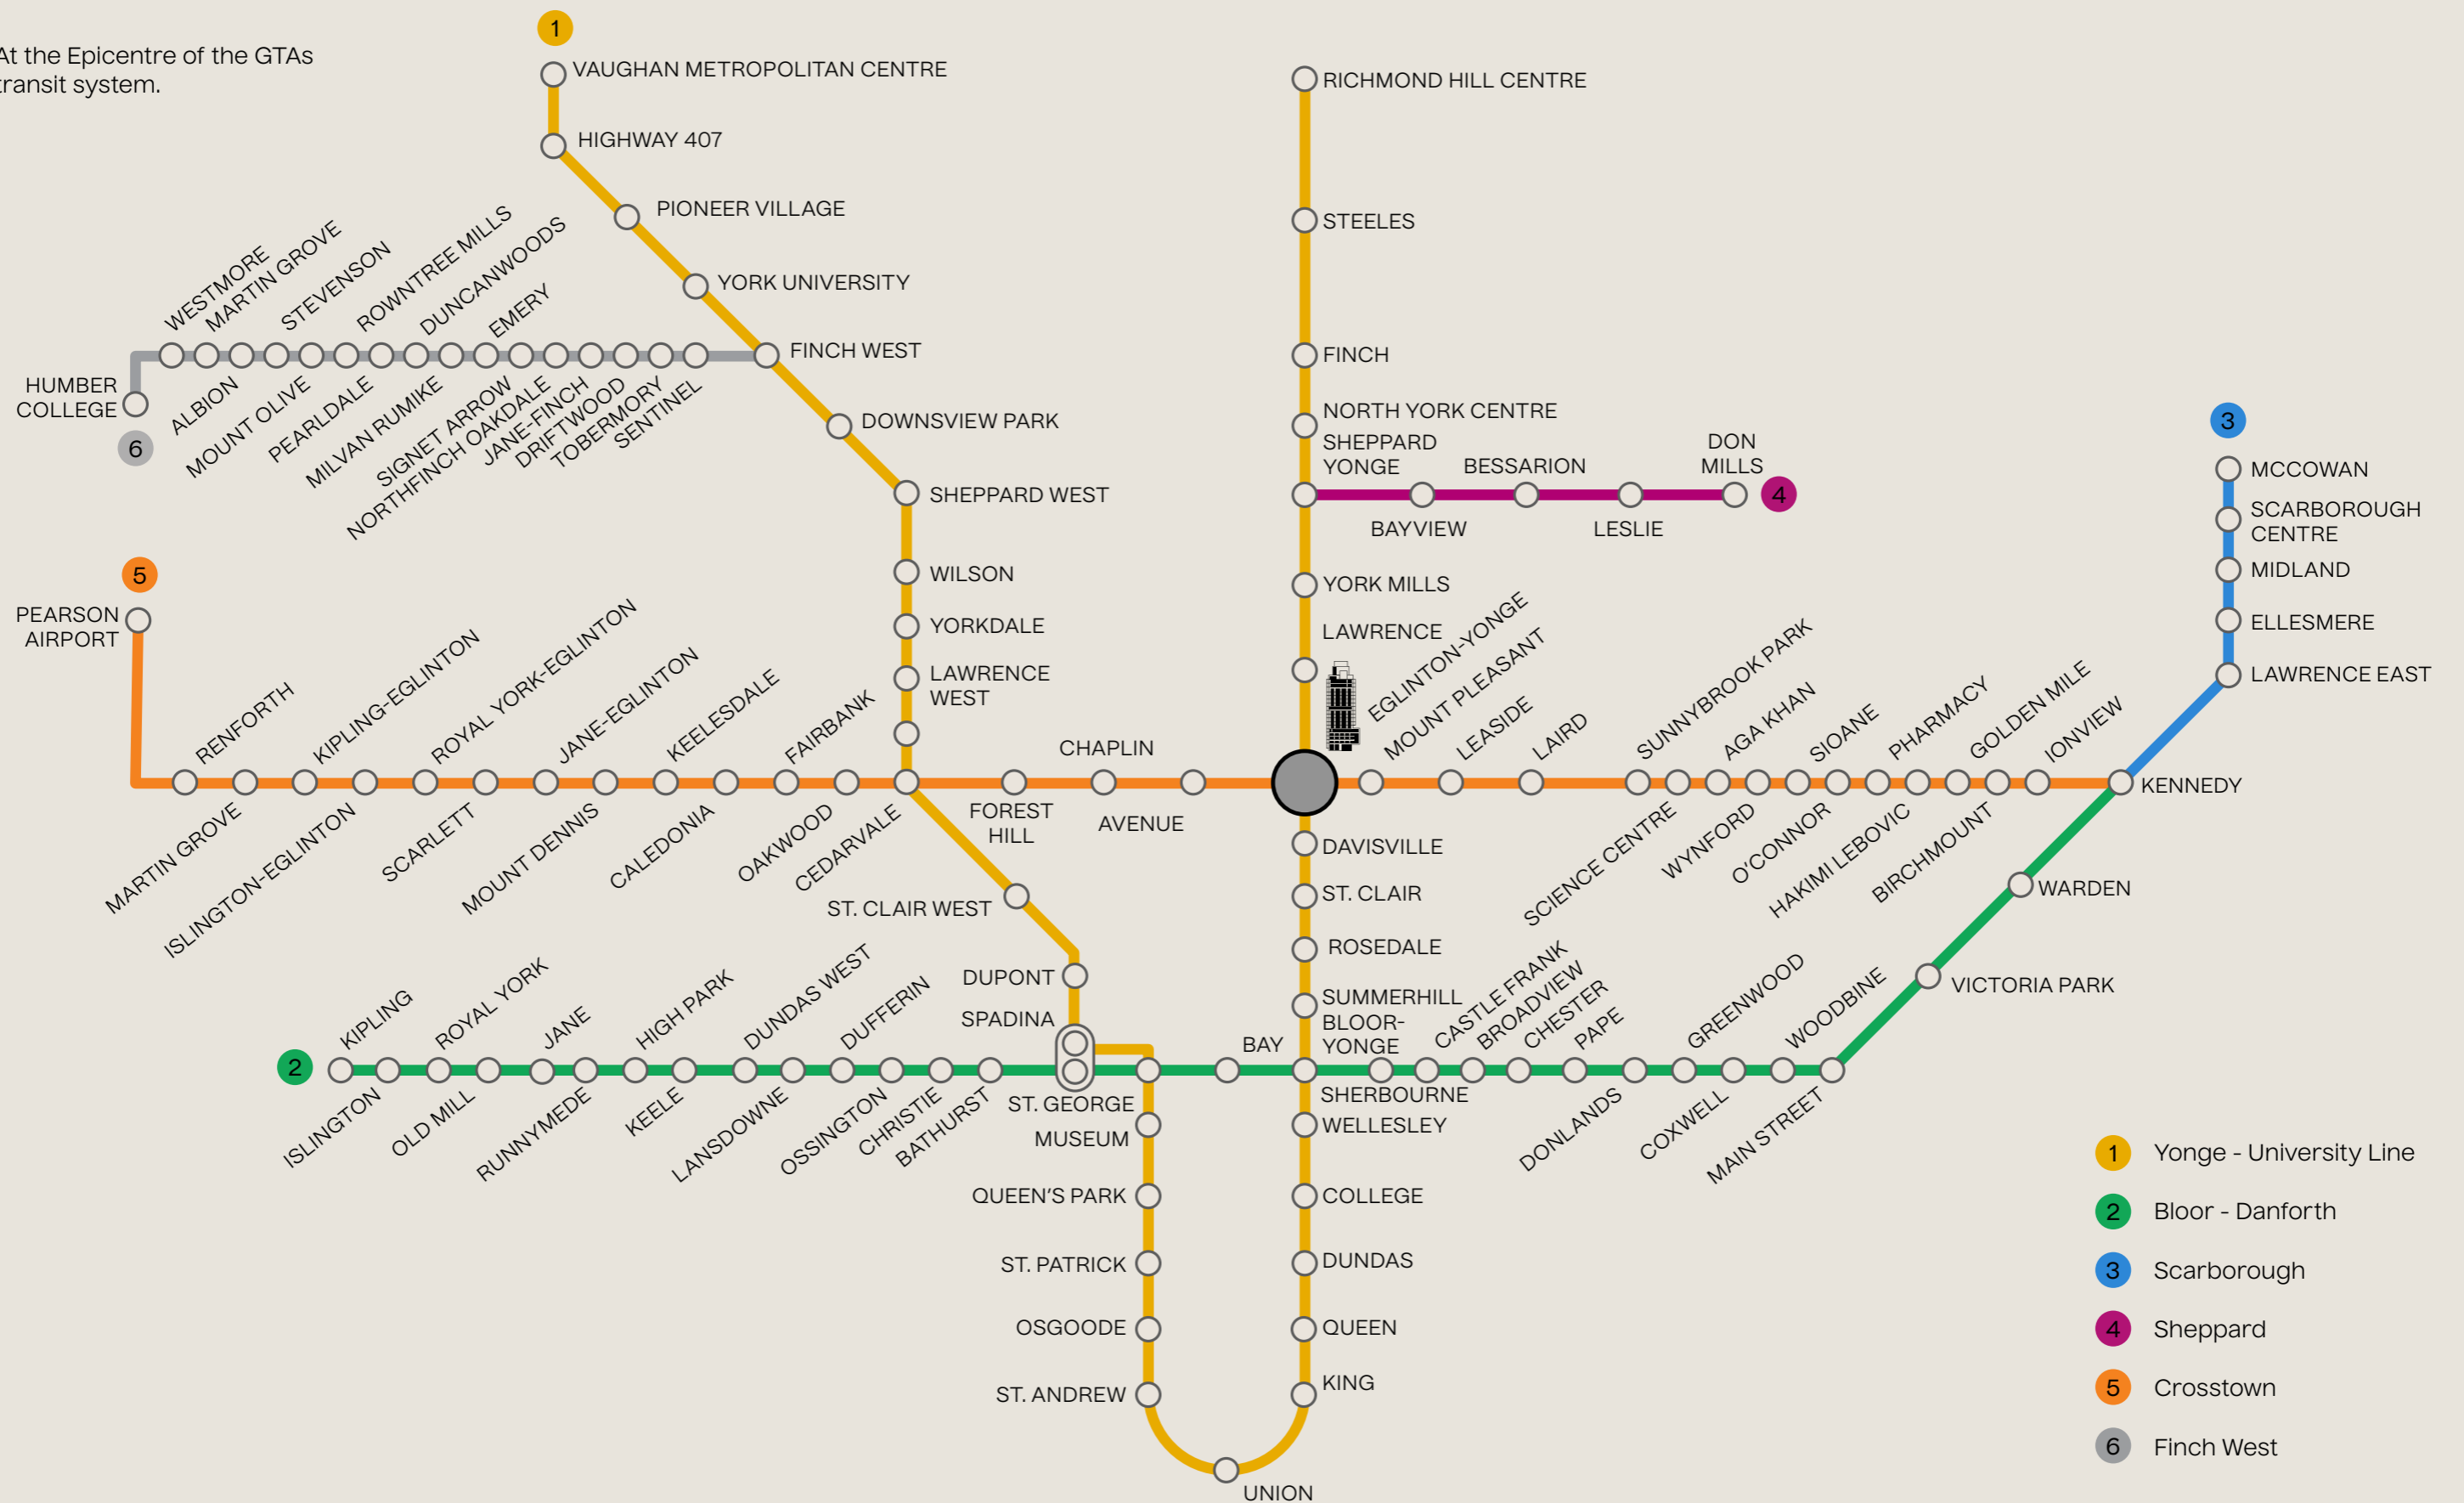 At the Epicentre of the GTAs
transit system.
1
VAUGHAN METROPOLITAN CENTRE
HIGHWAY 407
PIONEER VILLAGE
YORK UNIVERSITY
FINCH WEST
DOWNSVIEW PARK
SHEPPARD WEST
WILSON
YORKDALE
LAWRENCE
WEST
RICHMOND HILL CENTRE
STEELES
FINCH
NORTH YORK CENTRE
SHEPPARD
YONGE
BAYVIEW
BESSARION
LESLIE
DON
MILLS
4
YORK MILLS
LAWRENCE
WESTMORE
MARTIN GROVE
STEVENSON
ROWNTREE MILLS
DUNCANWOODS
EMERY
HUMBER
COLLEGE
6
ALBION
MOUNT OLIVE
PEARLDALE
MILVAN RUMIKE
SIGNET ARROW
NORTHFINCH OAKDALE
JANE-FINCH
DRIFTWOOD
TOBERMORY
SENTINEL
3
MCCOWAN
SCARBOROUGH
CENTRE
MIDLAND
ELLESMERE
LAWRENCE EAST
5
PEARSON
AIRPORT
RENFORTH
KIPLING-EGLINTON
ROYAL YORK-EGLINTON
JANE-EGLINTON
KEELESDALE
FAIRBANK
MARTIN GROVE
ISLINGTON-EGLINTON
SCARLETT
MOUNT DENNIS
CALEDONIA
OAKWOOD
CEDARVALE
FOREST
HILL
CHAPLIN
AVENUE
EGLINTON-YONGE
MOUNT PLEASANT
LEASIDE
LAIRD
SUNNYBROOK PARK
AGA KHAN
SIOANE
PHARMACY
GOLDEN MILE
IONVIEW
SCIENCE CENTRE
WYNFORD
O'CONNOR
HAKIMI LEBOVIC
BIRCHMOUNT
KENNEDY
WARDEN
VICTORIA PARK
ST. CLAIR WEST
DUPONT
SPADINA
DAVISVILLE
ST. CLAIR
ROSEDALE
SUMMERHILL
BLOOR-
YONGE
BAY
2
KIPLING
ROYAL YORK
JANE
HIGH PARK
DUNDAS WEST
DUFFERIN
ISLINGTON
OLD MILL
RUNNYMEDE
KEELE
LANSDOWNE
OSSINGTON
CHRISTIE
BATHURST
CASTLE FRANK
BROADVIEW
CHESTER
PAPE
GREENWOOD
WOODBINE
SHERBOURNE
DONLANDS
COXWELL
MAIN STREET
ST. GEORGE
MUSEUM
QUEEN'S PARK
ST. PATRICK
OSGOODE
ST. ANDREW
UNION
WELLESLEY
COLLEGE
DUNDAS
QUEEN
KING
1 Yonge - University Line
2 Bloor - Danforth
3 Scarborough
4 Sheppard
5 Crosstown
6 Finch West